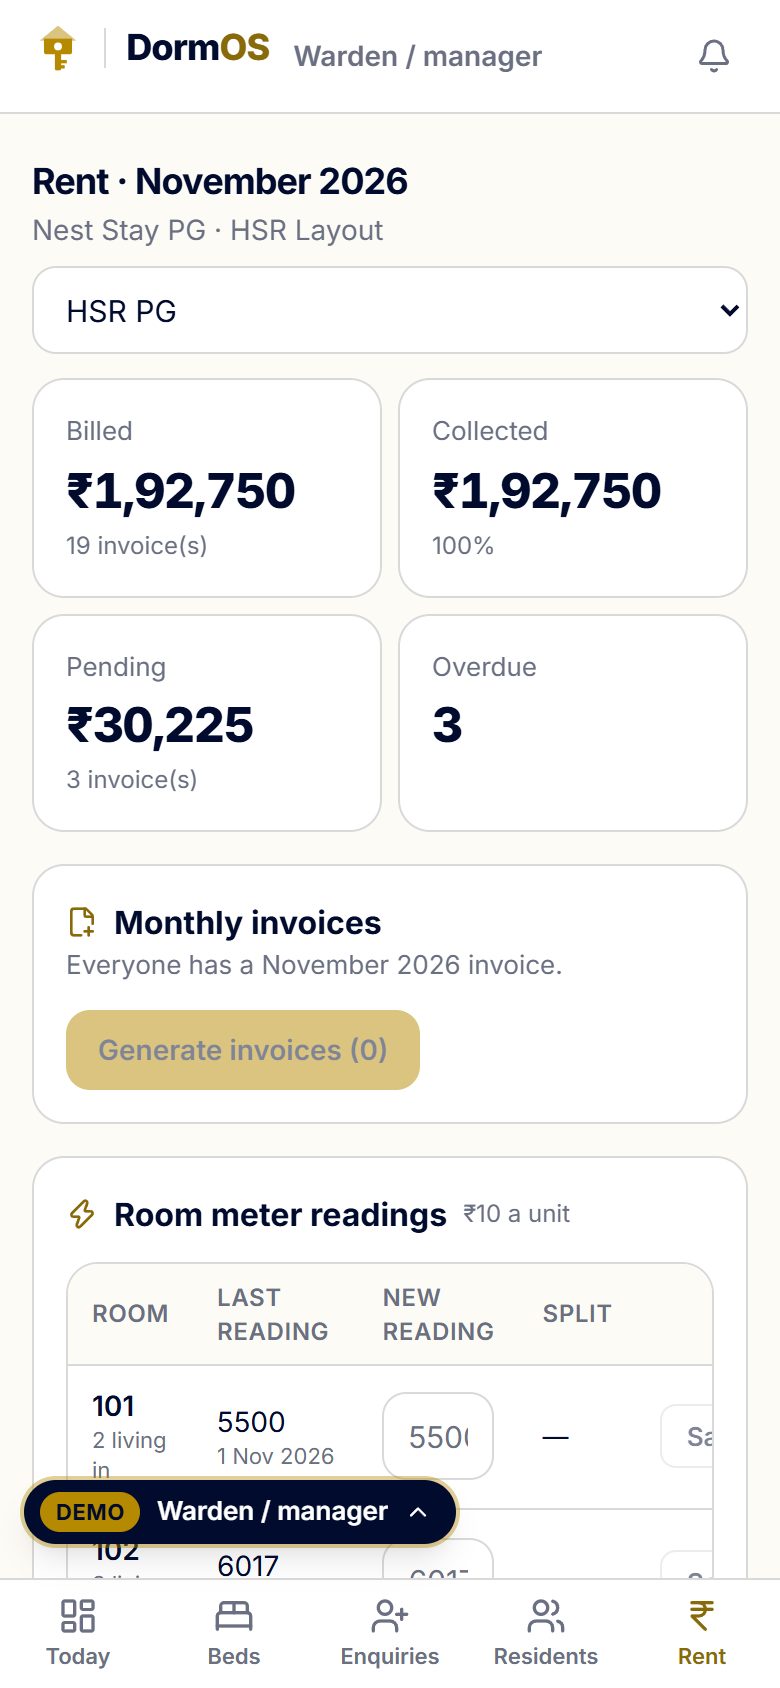 DormOS
Warden / manager
Rent · November 2026
Nest Stay PG · HSR Layout
HSR PG
Billed
₹1,92,750
19 invoice(s)
Collected
₹1,92,750
100%
Pending
₹30,225
3 invoice(s)
Overdue
3
Monthly invoices
Everyone has a November 2026 invoice.
Generate invoices (0)
Room meter readings ₹10 a unit
ROOM
LAST
READING
NEW
READING
SPLIT
101
2 living
in
5500
1 Nov 2026
550
—
Sa
DEMO Warden / manager
102
6017
Today
Beds
Enquiries
Residents
Rent